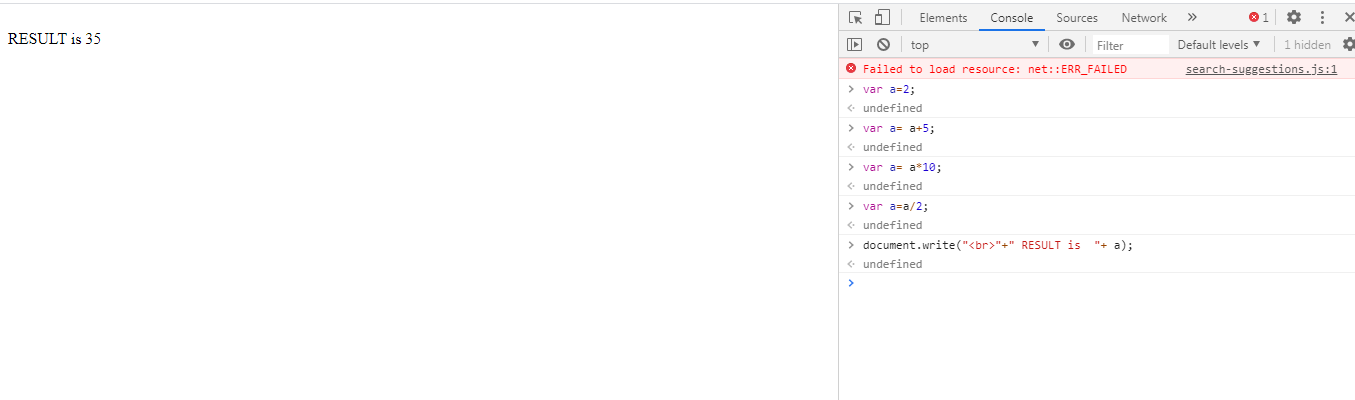 RESULT is 35
Elements Console Sources Network » 1
top ▼ Filter Default levels ▼ 1 hidden
Failed to load resource: net::ERR_FAILED search-suggestions.js:1
> var a=2;
undefined
> var a= a+5;
undefined
> var a= a*10;
undefined
> var a=a/2;
undefined
> document.write("<br>"+" RESULT is  "+ a);
undefined
>